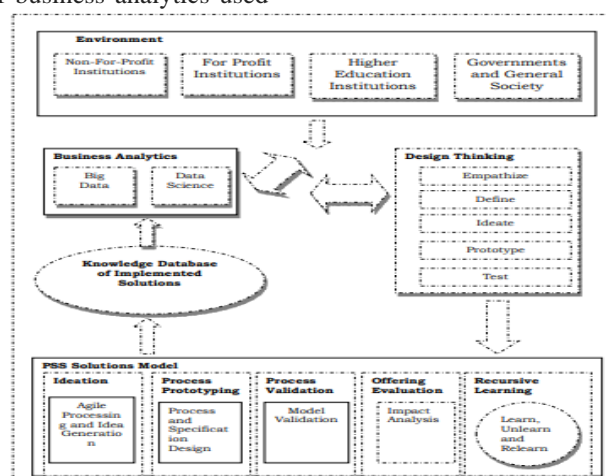 business analytics used
Environment
Non-For-Profit
Institutions
For Profit
Institutions
Higher
Education
Institutions
Governments
and General
Society
Business Analytics
Big
Data
Data
Science
Design Thinking
Empathize
Define
Ideate
Prototype
Test
Knowledge Database
of Implemented
Solutions
PSS Solutions Model
Ideation
Agile
Processin
g and Idea
Generatio
n
Process
Prototyping
Process
and
Specificat
ion
Design
Process
Validation
Model
Validation
Offering
Evaluation
Impact
Analysis
Recursive
Learning
Learn,
Unlearn
and
Relearn